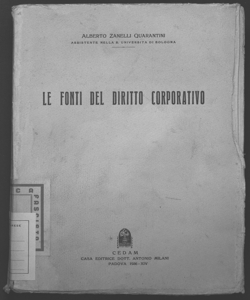 ALBERTO ZANELLI QUARANTINI
ASSISTENTE NELLA R. UNIVERSITÀ DI BOLOGNA
LE FONTI DEL DIRITTO CORPORATIVO
CEDAM
CASA EDITRICE DOTT. ANTONIO MILANI
PADOVA